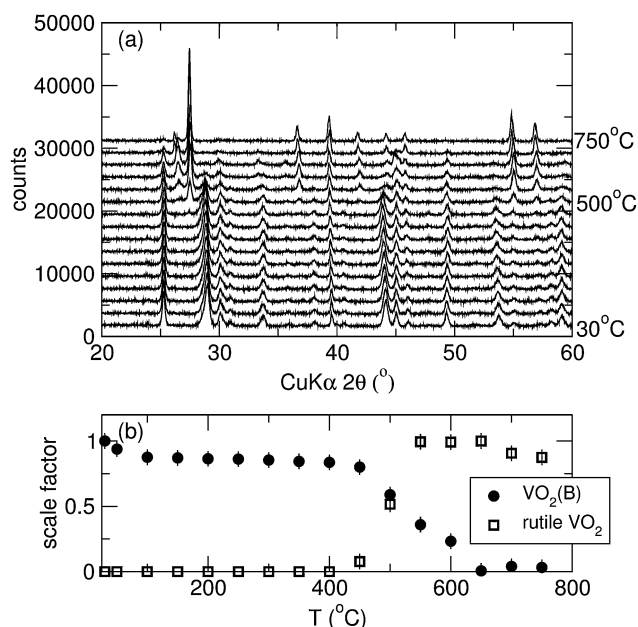 50000
(a)
40000
750°C
30000
counts
500°C
20000
10000
30°C
0
20 30 40 50 60
CuKα 2θ (°)
(b)
1
scale factor
0.5
VO₂(B)
rutile VO₂
0
0 200 400 600 800
T (°C)